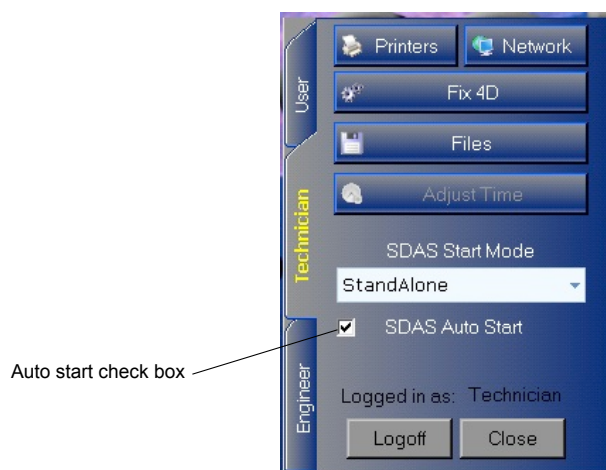 Printers
Network
User
Fix 4D
Files
Technician
Adjust Time
SDAS Start Mode
StandAlone
SDAS Auto Start
Auto start check box
Engineer
Logged in as: Technician
Logoff
Close